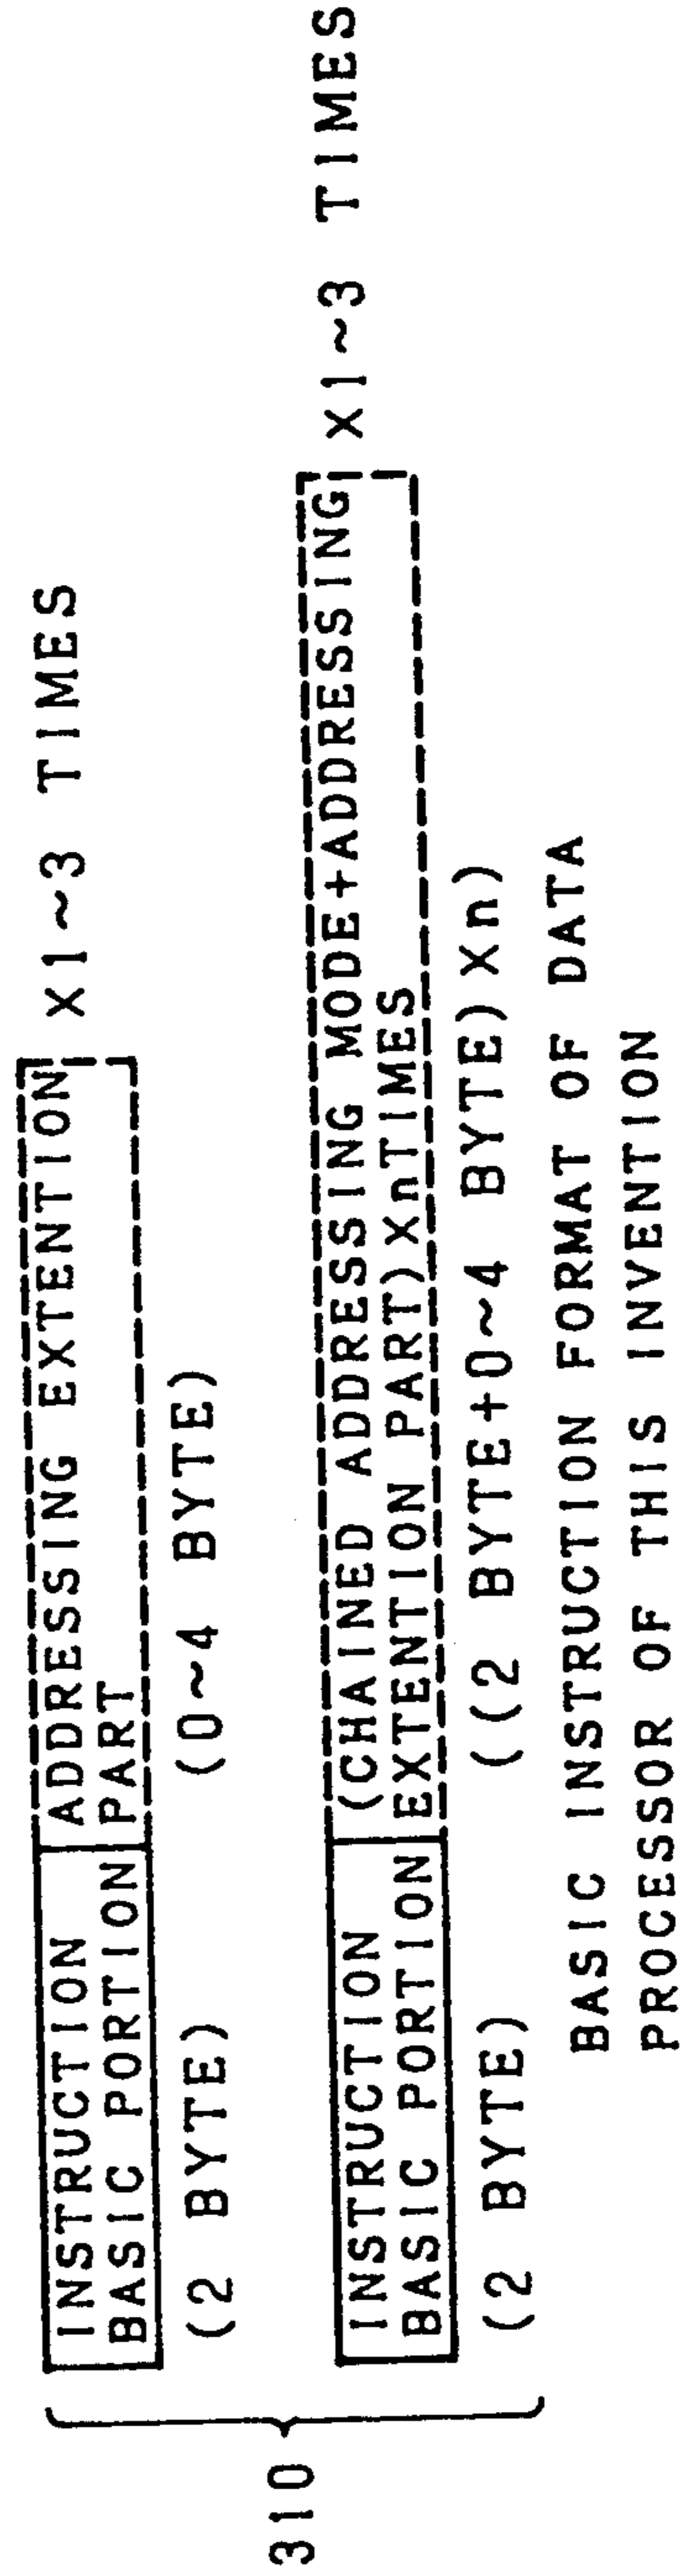 INSTRUCTION
BASIC PORTION
ADDRESSING EXTENTION
PART
X1~3 TIMES
(2 BYTE)
(0~4 BYTE)
310
INSTRUCTION
BASIC PORTION
(CHAINED ADDRESSING MODE+ADDRESSING
EXTENTION PART)XnTIMES
X1~3 TIMES
(2 BYTE)
((2 BYTE+0~4 BYTE)Xn)
BASIC INSTRUCTION FORMAT OF DATA
PROCESSOR OF THIS INVENTION